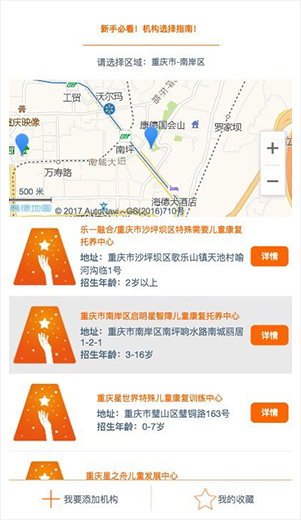 新手必看！机构选择指南！
请选择区域：重庆市-南岸区
工贸
沃尔玛
康德国会山
罗家坝
重庆映像
南坪
南城大道
万寿路
海德大酒店
500 米
高德地图
© 2017 AutoNavi - GS(2016)710号
+
−
乐一融合/重庆市沙坪坝区特殊需要儿童康复
托养中心
地址：重庆市沙坪坝区歌乐山镇天池村喻
河沟临1号
招生年龄：2岁以上
详情
重庆市南岸区启明星智障儿童康复托养中心
地址：重庆市南岸区南坪响水路南城丽居
1-2-1
招生年龄：3-16岁
详情
重庆星世界特殊儿童康复训练中心
地址：重庆市璧山区璧铜路163号
招生年龄：0-7岁
详情
重庆星之舟儿童发展中心
我要添加机构
我的收藏